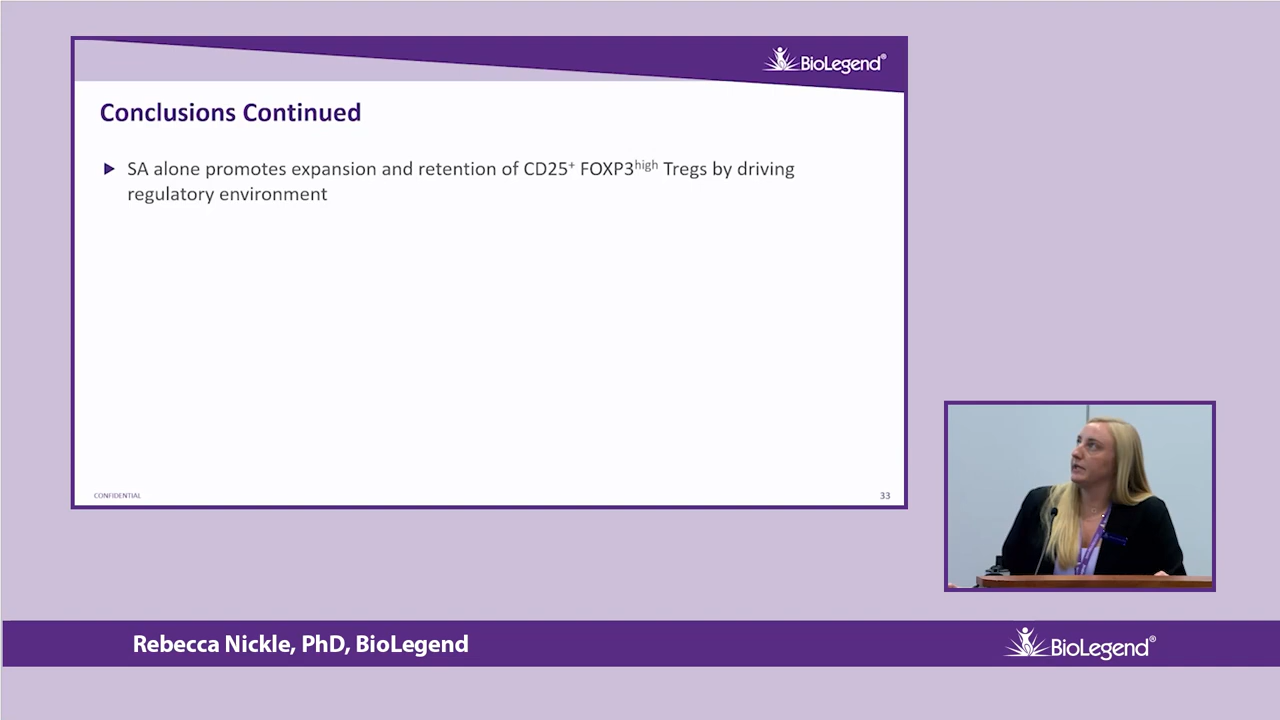 BioLegend®
Conclusions Continued
SA alone promotes expansion and retention of CD25⁺ FOXP3ʰⁱᵍʰ Tregs by driving
regulatory environment
CONFIDENTIAL
33
Rebecca Nickle, PhD, BioLegend
BioLegend®